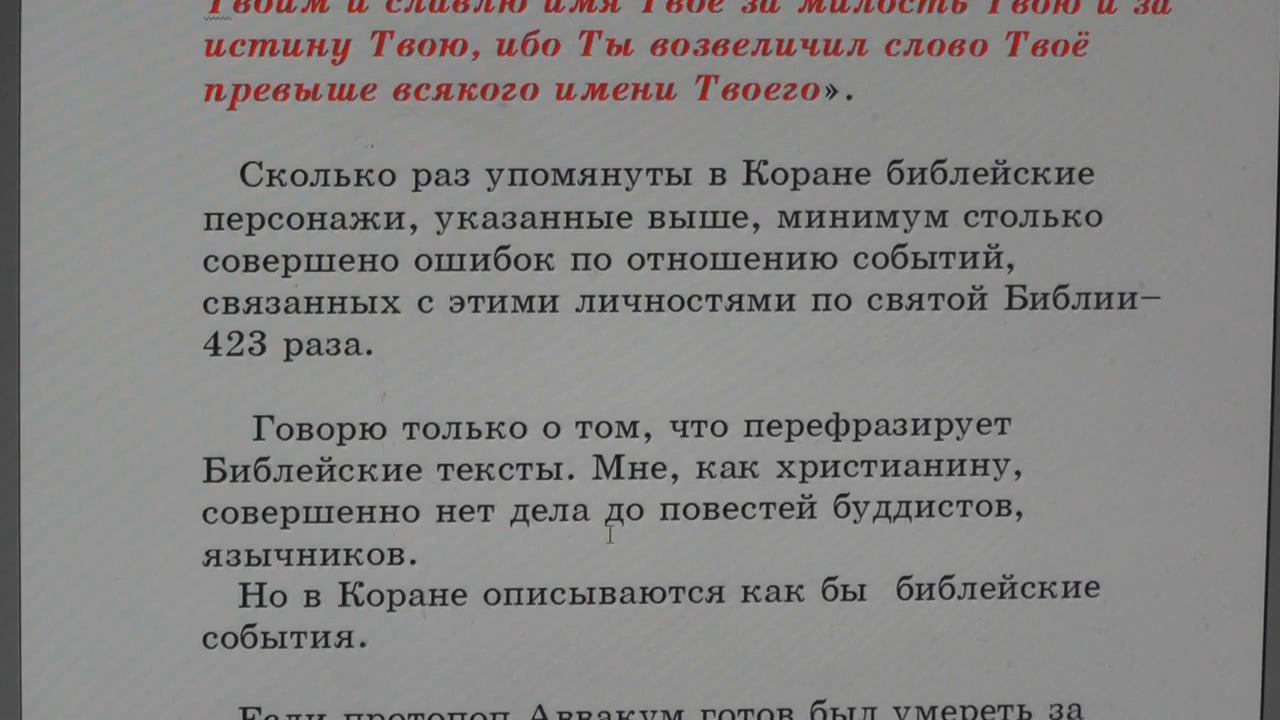 Твоим и славлю имя Твоё за милость Твою и за
истину Твою, ибо Ты возвеличил слово Твоё
превыше всякого имени Твоего».
Сколько раз упомянуты в Коране библейские
персонажи, указанные выше, минимум столько
совершено ошибок по отношению событий,
связанных с этими личностями по святой Библии–
423 раза.
Говорю только о том, что перефразирует
Библейские тексты. Мне, как христианину,
совершенно нет дела до повестей буддистов,
язычников.
Но в Коране описываются как бы библейские
события.
Если протопоп Аввакум готов был умереть за